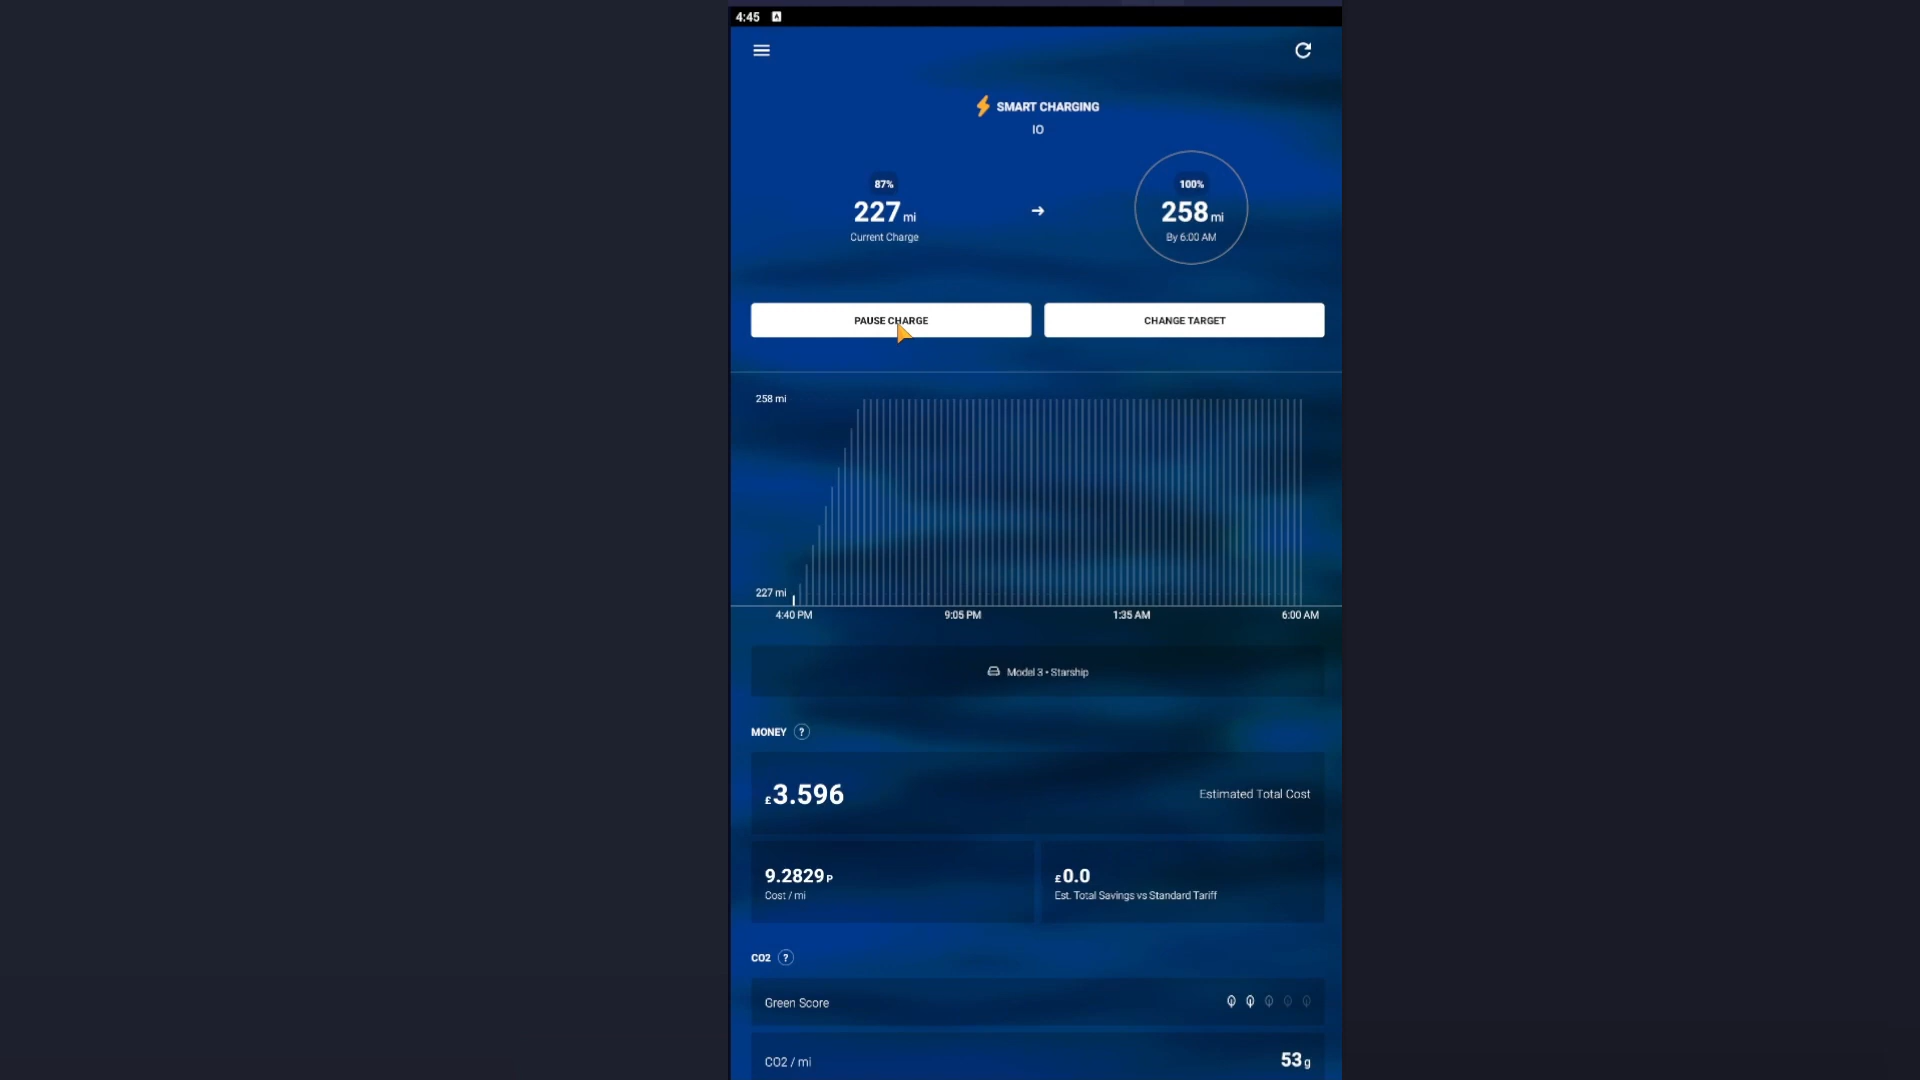 4:45
SMART CHARGING
IO
87%
227 mi
Current Charge
100%
258 mi
By 6:00 AM
PAUSE CHARGE
CHANGE TARGET
258 mi
227 mi
4:40 PM
9:05 PM
1:35 AM
6:00 AM
Model 3 • Starship
MONEY ?
£3.596
Estimated Total Cost
9.2829 P
Cost / mi
£0.0
Est. Total Savings vs Standard Tariff
CO2 ?
Green Score
CO2 / mi
53 g